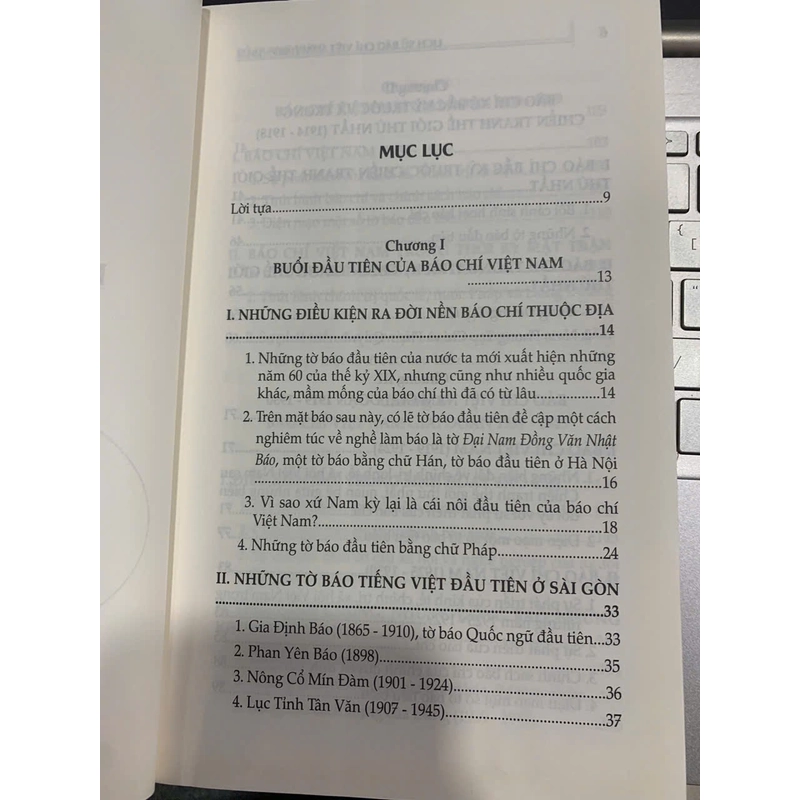 MỤC LỤC
Lời tựa......................................................................................9
Chương I
BUỔI ĐẦU TIÊN CỦA BÁO CHÍ VIỆT NAM
..................................13
I. NHỮNG ĐIỀU KIỆN RA ĐỜI NỀN BÁO CHÍ THUỘC ĐỊA
......................................................................................14
1. Những tờ báo đầu tiên của nước ta mới xuất hiện những
năm 60 của thế kỷ XIX, nhưng cũng như nhiều quốc gia
khác, mầm mống của báo chí thì đã có từ lâu................14
2. Trên mặt báo sau này, có lẽ tờ báo đầu tiên đề cập một cách
nghiêm túc về nghề làm báo là tờ Đại Nam Đồng Văn Nhật
Báo, một tờ báo bằng chữ Hán, tờ báo đầu tiên ở Hà Nội
......................................................................................16
3. Vì sao xứ Nam kỳ lại là cái nôi đầu tiên của báo chí
Việt Nam?......................................................................18
4. Những tờ báo đầu tiên bằng chữ Pháp......................24
II. NHỮNG TỜ BÁO TIẾNG VIỆT ĐẦU TIÊN Ở SÀI GÒN
......................................................................................33
1. Gia Định Báo (1865 - 1910), tờ báo Quốc ngữ đầu tiên...33
2. Phan Yên Báo (1898)..................................................35
3. Nông Cổ Mín Đàm (1901 - 1924)................................36
4. Lục Tỉnh Tân Văn (1907 - 1945)..................................37